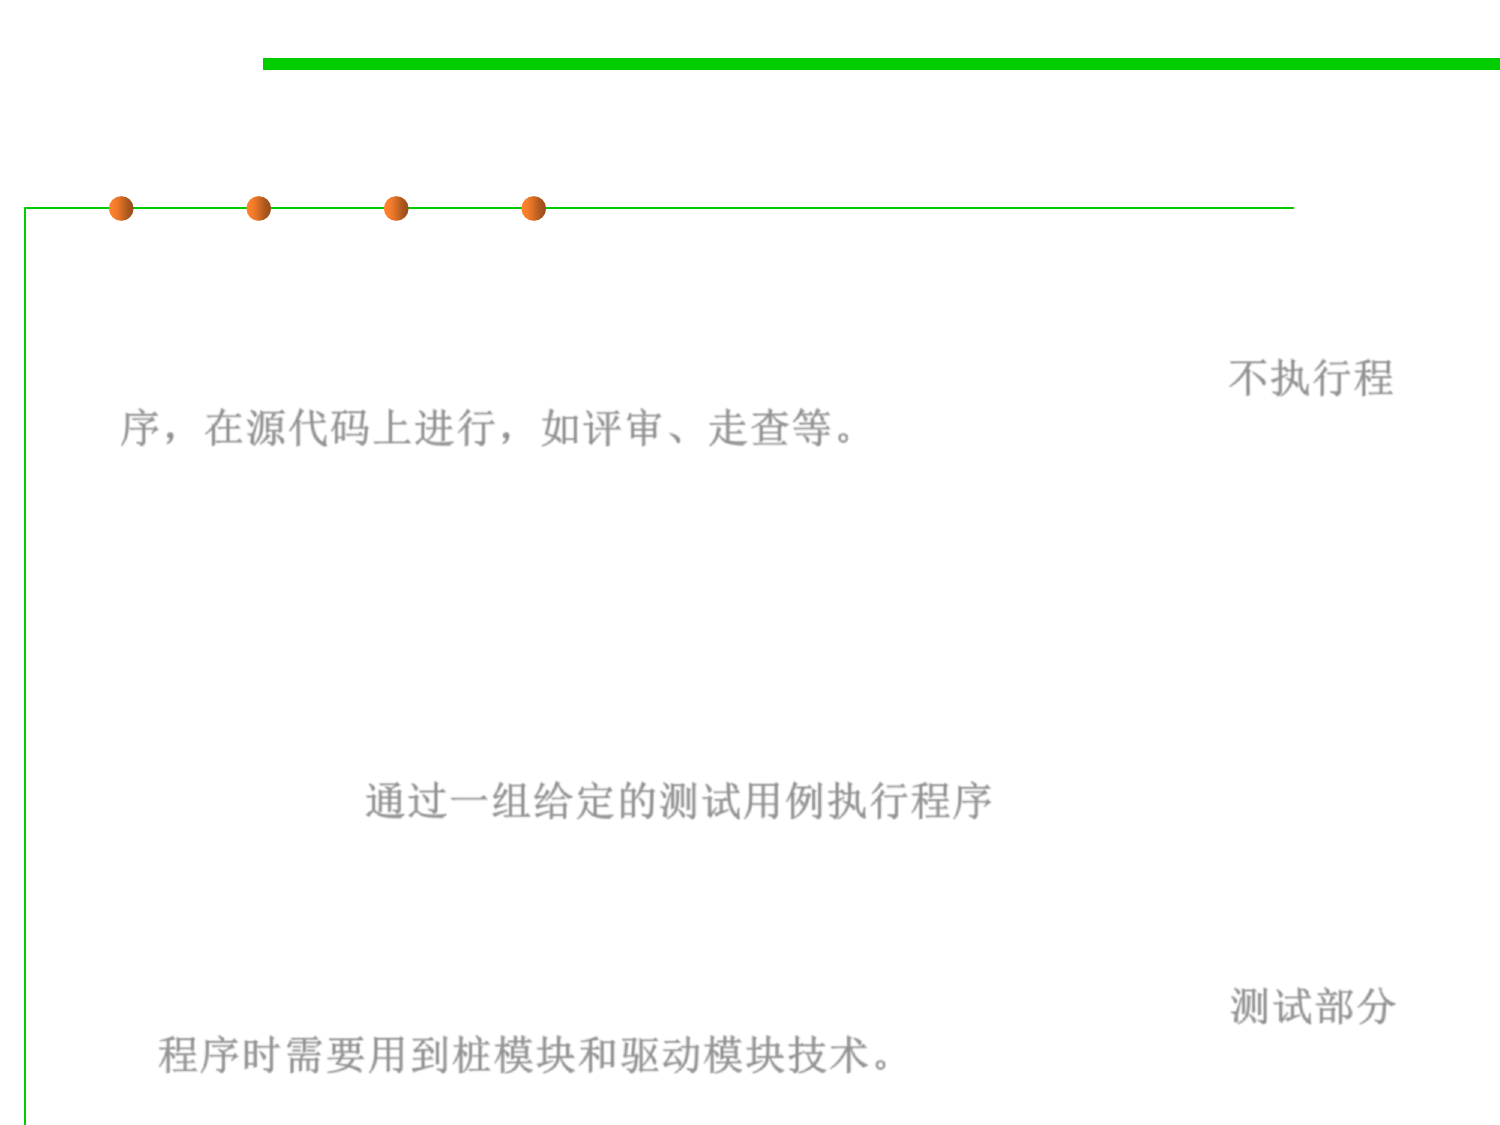 不执行程
序，在源代码上进行，如评审、走查等。
通过一组给定的测试用例执行程序
测试部分
程序时需要用到桩模块和驱动模块技术。